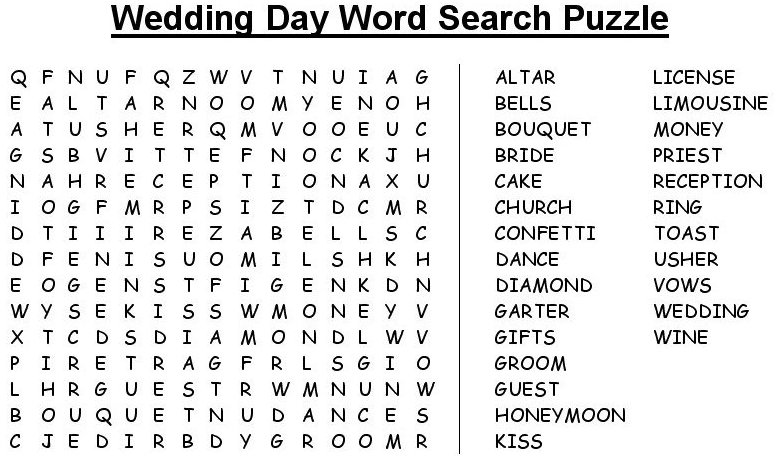 Wedding Day Word Search Puzzle
Q F N U F Q Z W V T N U I A G
E A L T A R N O O M Y E N O H
A T U S H E R Q M V O O E U C
G S B V I T T E F N O C K J H
N A H R E C E P T I O N A X U
I O G F M R P S I Z T D C M R
D T I I I R E Z A B E L L S C
D F E N I S U O M I L S H K H
E O G E N S T F I G E N K D N
W Y S E K I S S W M O N E Y V
X T C D S D I A M O N D L W V
P I R E T R A G F R L S G I O
L H R G U E S T R W M N U N W
B O U Q U E T N U D A N C E S
C J E D I R B D Y G R O O M R
ALTAR LICENSE
BELLS LIMOUSINE
BOUQUET MONEY
BRIDE PRIEST
CAKE RECEPTION
CHURCH RING
CONFETTI TOAST
DANCE USHER
DIAMOND VOWS
GARTER WEDDING
GIFTS WINE
GROOM
GUEST
HONEYMOON
KISS